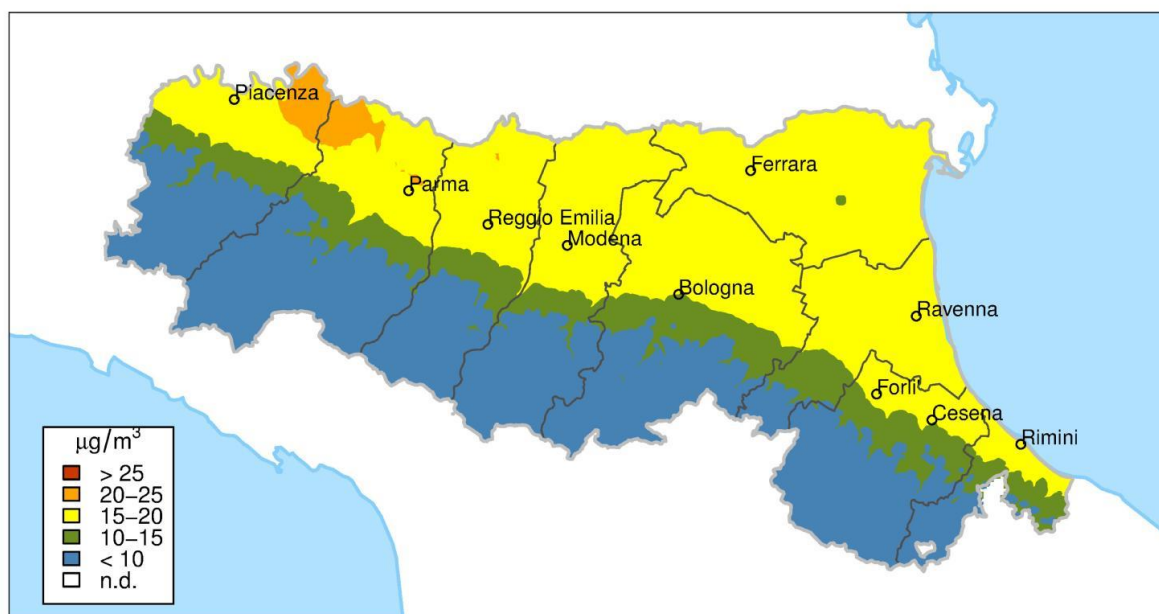 Piacenza
Parma
Reggio Emilia
Modena
Ferrara
Bologna
Ravenna
Forli'
Cesena
Rimini
μg/m³
> 25
20−25
15−20
10−15
< 10
n.d.